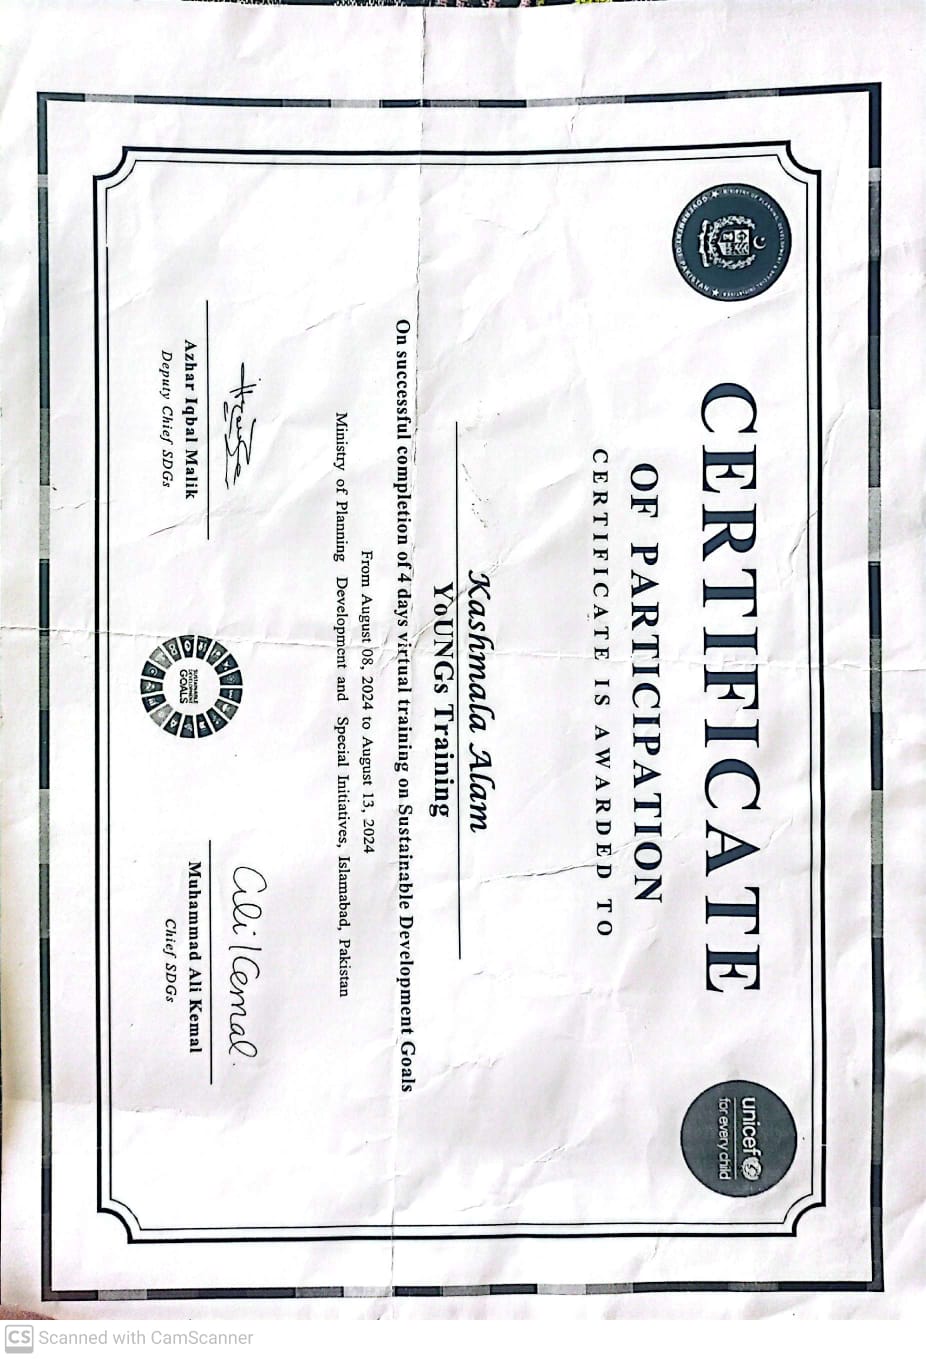 MINISTRY OF PLANNING, DEVELOPMENT & SPECIAL INITIATIVES
GOVERNMENT OF PAKISTAN
unicef
for every child
CERTIFICATE
OF PARTICIPATION
CERTIFICATE IS AWARDED TO
Kashmala Alam
YoUNGs Training
On successful completion of 4 days virtual training on Sustainable Development Goals
From August 08, 2024 to August 13, 2024
Ministry of Planning Development and Special Initiatives, Islamabad, Pakistan
Ali Kemal
Azhar Iqbal Malik
Deputy Chief SDGs
SUSTAINABLE
DEVELOPMENT
GOALS
Muhammad Ali Kemal
Chief SDGs
CS Scanned with CamScanner